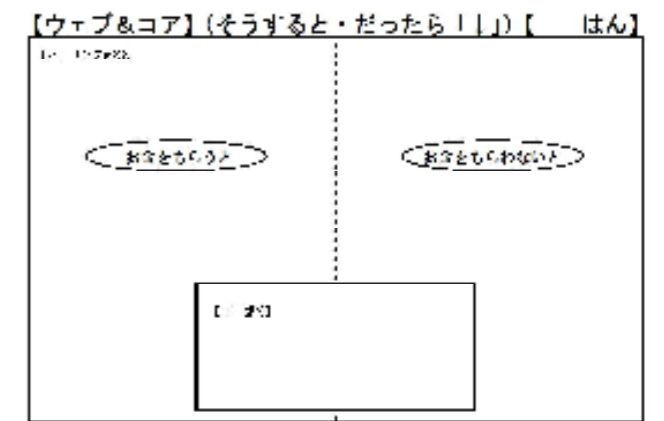 【ウェブ&コア】(そうすると・だったら「↓」)【　　はん】
お金をもらうと
お金をもらわないと